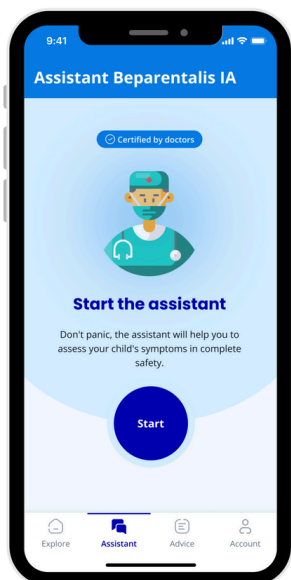 9:41
Assistant Beparentalis IA
Certified by doctors
Start the assistant
Don't panic, the assistant will help you to
assess your child's symptoms in complete
safety.
Start
Explore Assistant Advice Account